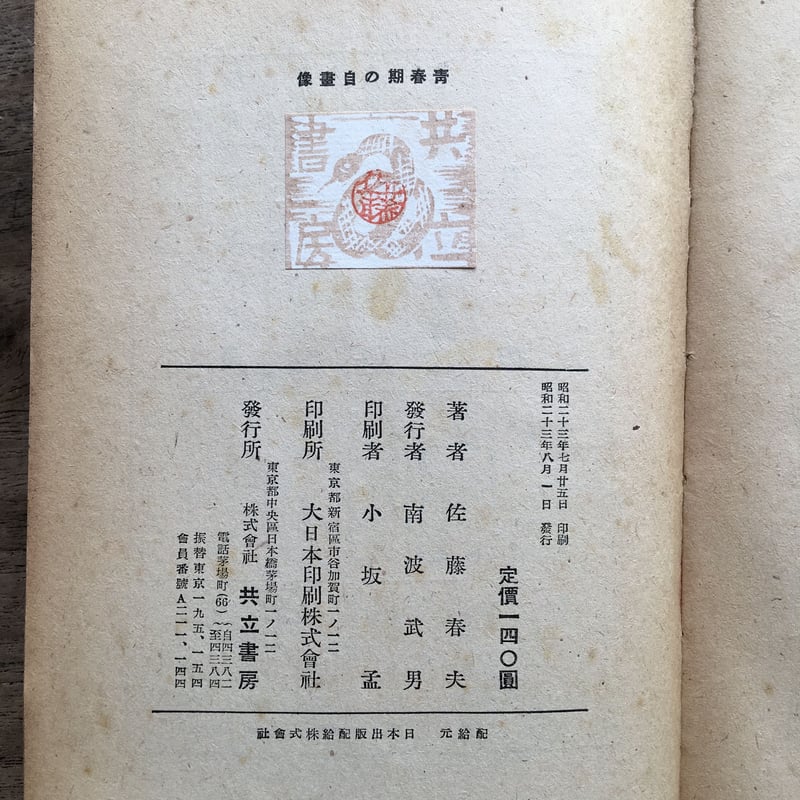 靑春期の自畫像
共立
書房
昭和二十三年七月廿五日 印刷
昭和二十三年八月一日 發行
定價一四〇圓
著者 佐藤春夫
發行者 南波武男
印刷者 小坂孟
東京都新宿區市谷加賀町一ノ一二
印刷所 大日本印刷株式會社
東京都中央區日本橋茅場町一ノ一二
發行所 株式會社 共立書房
電話茅場町(66) 自四三八二 至四三八四
振替東京一九五、一五四
會員番號A二一一、一四四
配給元 日本出版配給株式會社